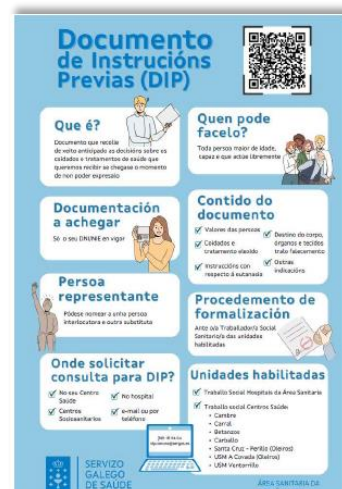 Documento
de Instrucións
Previas (DIP)
Que é?
Documento que recolle
de xeito anticipado as decisións sobre os
coidados e tratamentos de saúde que
queremos recibir se chegase o momento
de non poder expresalo
Quen pode
facelo?
Toda persoa maior de idade,
capaz e que actúe libremente
Documentación
a achegar
Só o seu DNI/NIE en vigor
Contido do
documento
Valores das persoas
Coidados e
tratamento elexido
Instrucción con
respecto á eutanasia
Destino do corpo,
órganos e tecidos
tralo falecemento
Outras
indicacións
Persoa
representante
Pódese nomear a unha persoa
interlocutora e outra substituta
Procedemento de
formalización
Ante o/a Traballador/a Social
Sanitario/a das unidades
habilitadas
Onde solicitar
consulta para DIP?
No seu Centro
Saúde
Centros
Sociosanitarios
No hospital
e-mail ou por
teléfono
Unidades habilitadas
Traballo Social Hospitais da Área Sanitaria
Traballo social Centros Saúde:
• Cambre
• Carral
• Betanzos
• Carballo
• Santa Cruz - Perillo (Oleiros)
• USM A Coruña (Oleiros)
• USM Ventorrillo
SERVIZO
GALEGO
DE SAÚDE
ÁREA SANITARIA DA